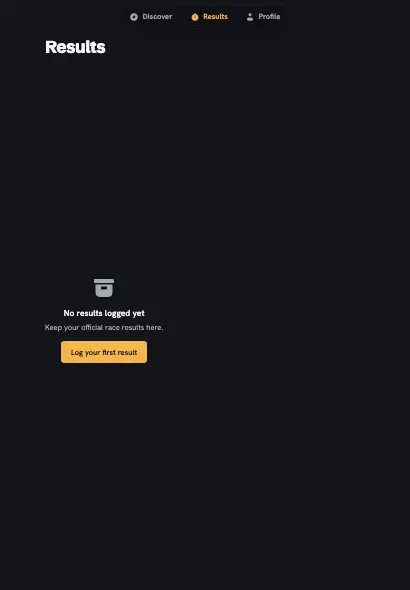 Discover Results Profile
Results
No results logged yet
Keep your official race results here.
Log your first result